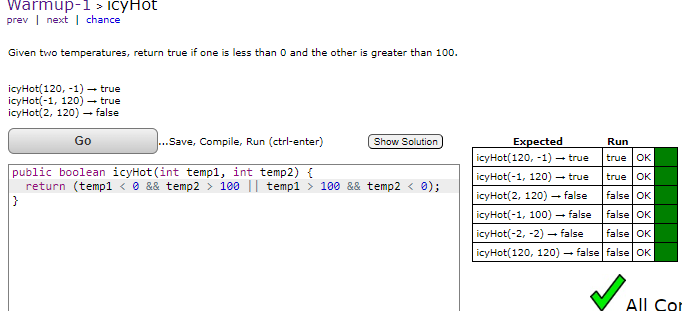 Warmup-1 > icyHot
prev | next | chance
Given two temperatures, return true if one is less than 0 and the other is greater than 100.
icyHot(120, -1) → true
icyHot(-1, 120) → true
icyHot(2, 120) → false
Go ...Save, Compile, Run (ctrl-enter) Show Solution
public boolean icyHot(int temp1, int temp2) {
return (temp1 < 0 && temp2 > 100 || temp1 > 100 && temp2 < 0);
}
Expected Run
icyHot(120, -1) → true true OK
icyHot(-1, 120) → true true OK
icyHot(2, 120) → false false OK
icyHot(-1, 100) → false false OK
icyHot(-2, -2) → false false OK
icyHot(120, 120) → false false OK
All Cor